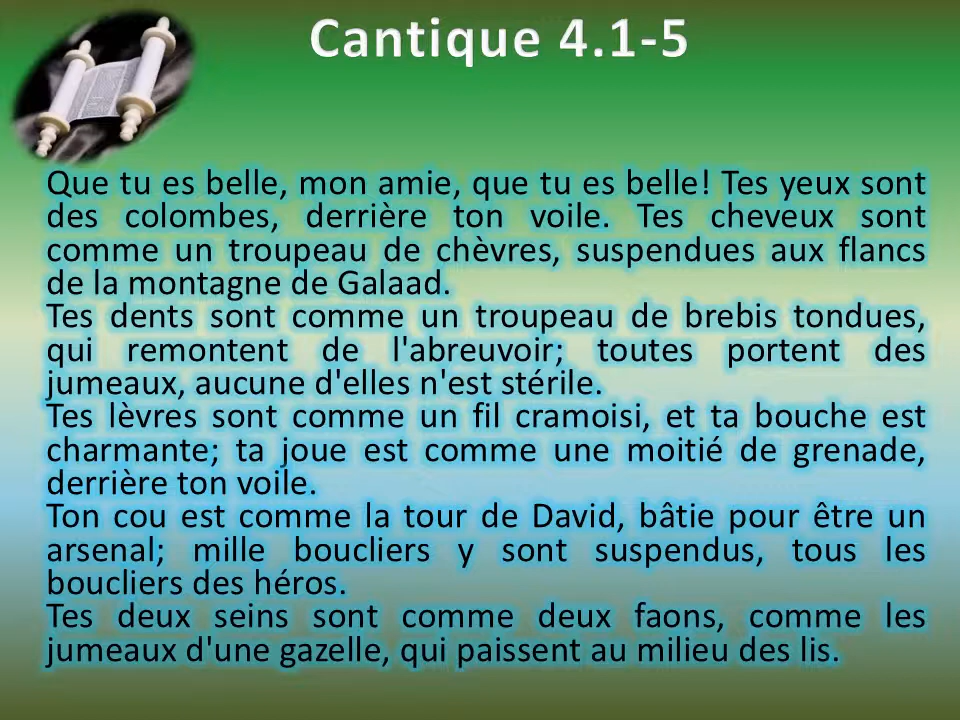 Cantique 4.1-5
Que tu es belle, mon amie, que tu es belle! Tes yeux sont
des colombes, derrière ton voile. Tes cheveux sont
comme un troupeau de chèvres, suspendues aux flancs
de la montagne de Galaad.
Tes dents sont comme un troupeau de brebis tondues,
qui remontent de l'abreuvoir; toutes portent des
jumeaux, aucune d'elles n'est stérile.
Tes lèvres sont comme un fil cramoisi, et ta bouche est
charmante; ta joue est comme une moitié de grenade,
derrière ton voile.
Ton cou est comme la tour de David, bâtie pour être un
arsenal; mille boucliers y sont suspendus, tous les
boucliers des héros.
Tes deux seins sont comme deux faons, comme les
jumeaux d'une gazelle, qui paissent au milieu des lis.